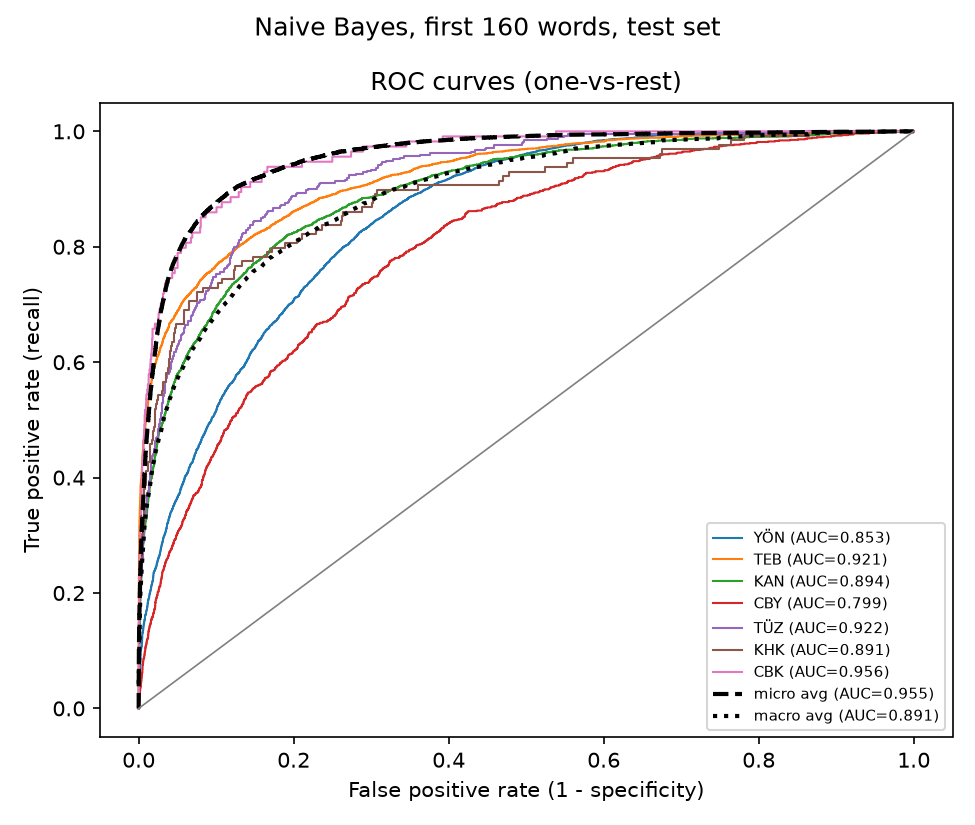 Naive Bayes, first 160 words, test set
ROC curves (one-vs-rest)
True positive rate (recall)
1.0
0.8
0.6
0.4
0.2
0.0
YÖN (AUC=0.853)
TEB (AUC=0.921)
KAN (AUC=0.894)
CBY (AUC=0.799)
TÜZ (AUC=0.922)
KHK (AUC=0.891)
CBK (AUC=0.956)
micro avg (AUC=0.955)
macro avg (AUC=0.891)
0.0 0.2 0.4 0.6 0.8 1.0
False positive rate (1 - specificity)